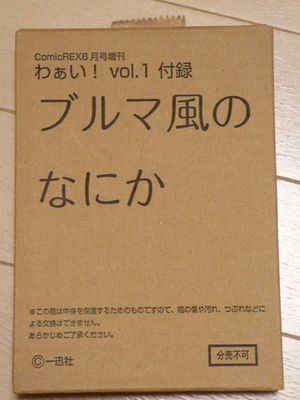 ComicREX6月号増刊
わぁい! vol.1 付録
ブルマ風の
なにか
※この箱は中身を保護するためのものですので、箱の傷や汚れ、つぶれなどに
よる交換はできません。
あらかじめご了承ください。
©一迅社
分売不可